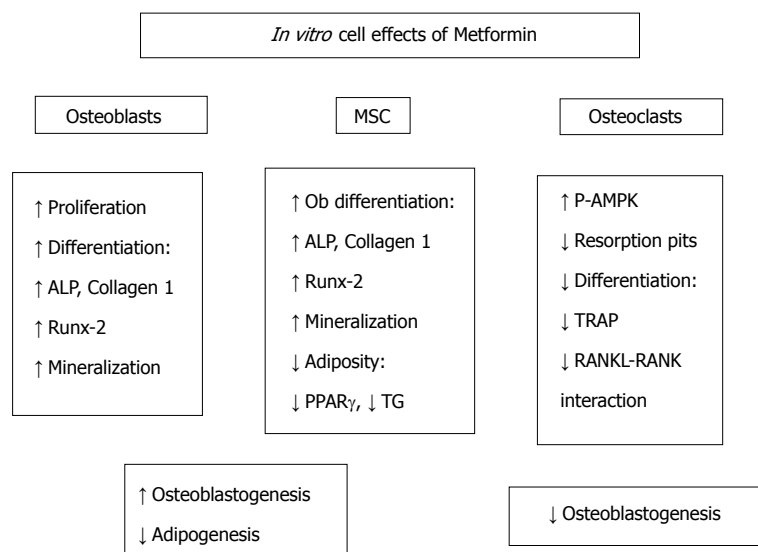 In vitro cell effects of Metformin
Osteoblasts
MSC
Osteoclasts
↑ Proliferation
↑ Differentiation:
↑ ALP, Collagen 1
↑ Runx-2
↑ Mineralization
↑ Ob differentiation:
↑ ALP, Collagen 1
↑ Runx-2
↑ Mineralization
↓ Adiposity:
↓ PPARγ, ↓ TG
↑ P-AMPK
↓ Resorption pits
↓ Differentiation:
↓ TRAP
↓ RANKL-RANK
interaction
↑ Osteoblastogenesis
↓ Adipogenesis
↓ Osteoblastogenesis